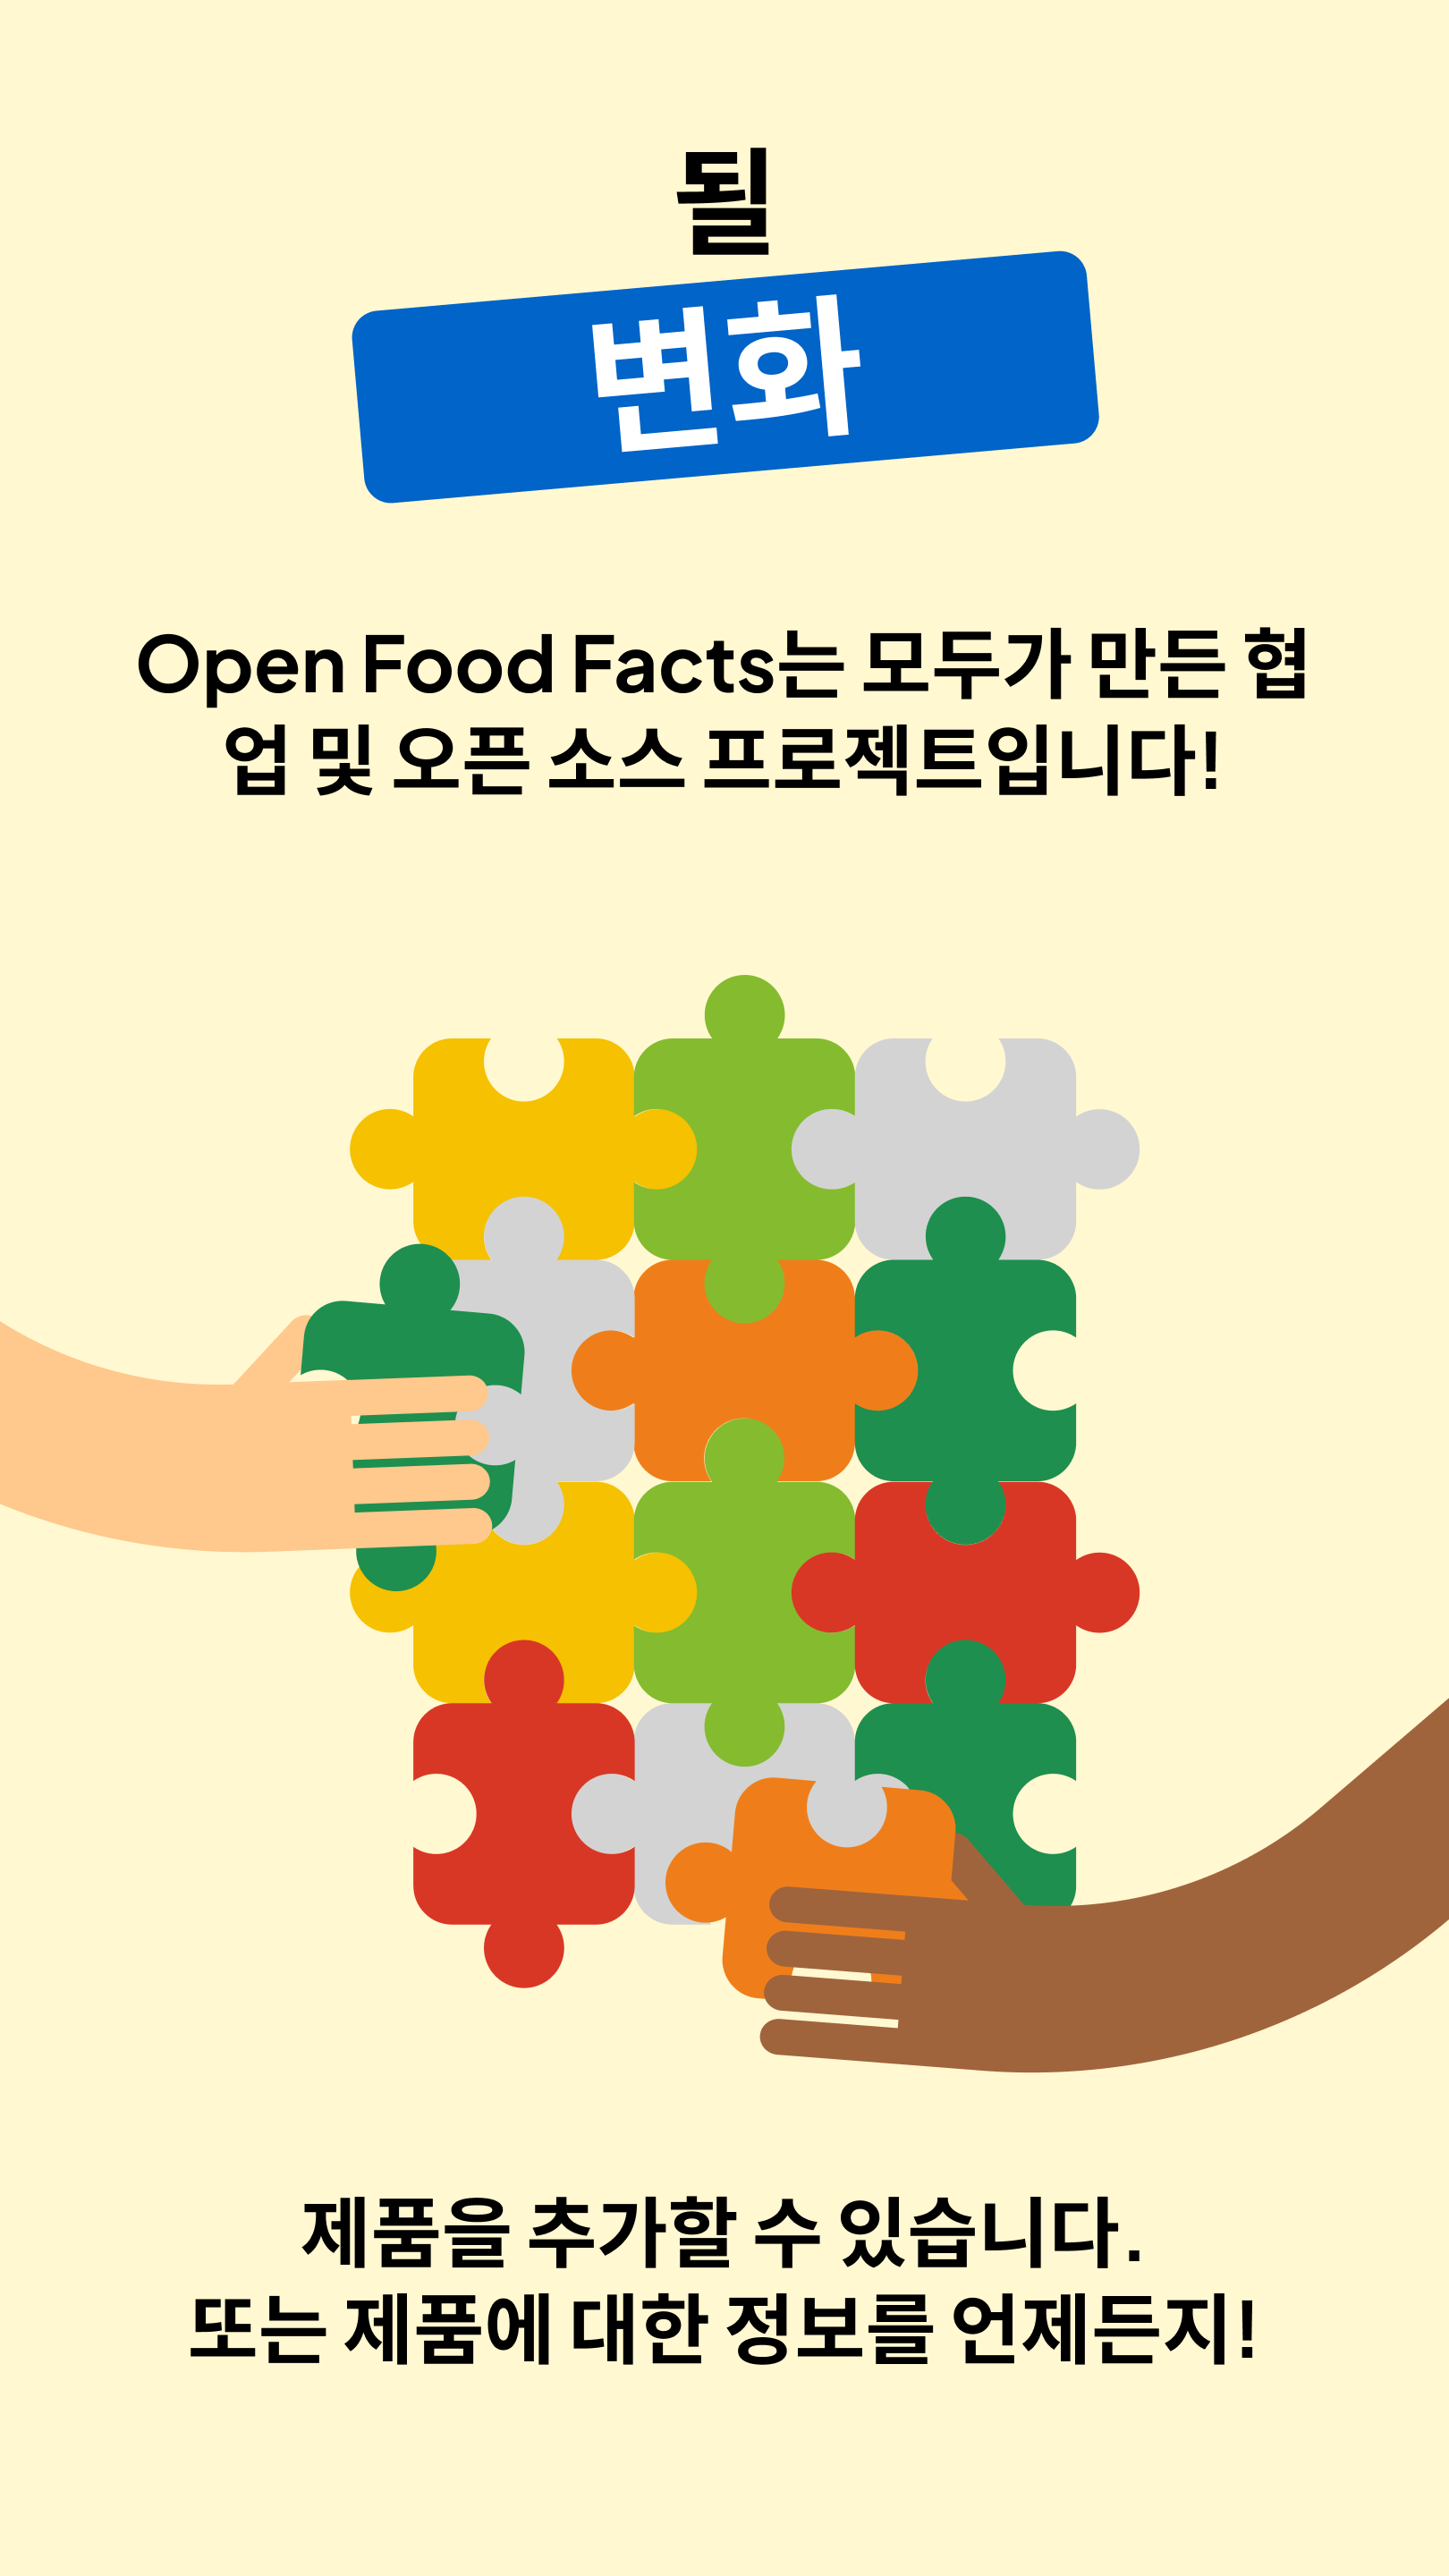 될
변화
Open Food Facts는 모두가 만든 협
업 및 오픈 소스 프로젝트입니다!
제품을 추가할 수 있습니다.
또는 제품에 대한 정보를 언제든지!